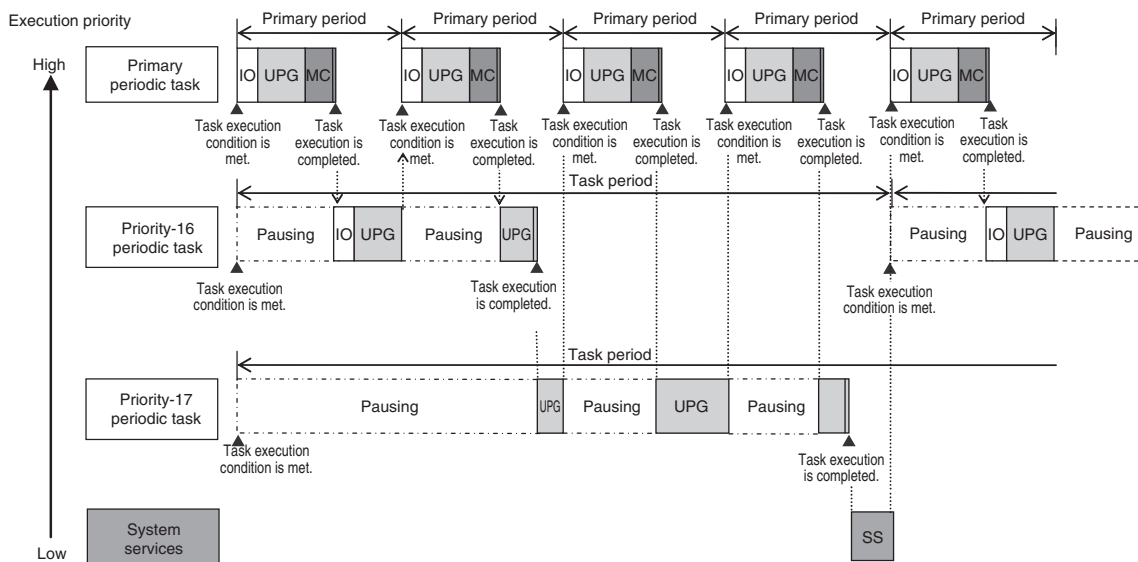 Execution priority
Primary period
Primary period
Primary period
Primary period
Primary period
High
Primary
periodic task
IO UPG MC
IO UPG MC
IO UPG MC
IO UPG MC
IO UPG MC
Task execution
condition is
met.
Task
execution is
completed.
Task execution
condition is
met.
Task
execution is
completed.
Task execution
condition is
met.
Task
execution is
completed.
Task execution
condition is
met.
Task
execution is
completed.
Task execution
condition is
met.
Task
execution is
completed.
Task period
Priority-16
periodic task
Pausing
IO UPG
Pausing
UPG
Pausing
IO UPG
Pausing
Task execution
condition is met.
Task execution
is completed.
Task execution
condition is met.
Task period
Priority-17
periodic task
Pausing
UPG
Pausing
UPG
Pausing
Task execution
condition is met.
Task execution
is completed.
System
services
SS
Low